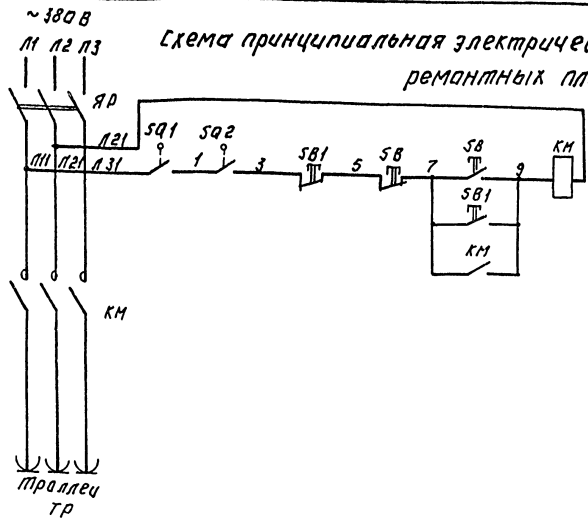 ~380 В
Л1 Л2 Л3
Схема принципиальная электричес
ремонтных пл
ЯР
Л21
Л11 Л21 Л31
SQ1
1
SQ2
3
SB1
5
SB
7
SB
9
КМ
SB1
КМ
КМ
Троллеи
ТР